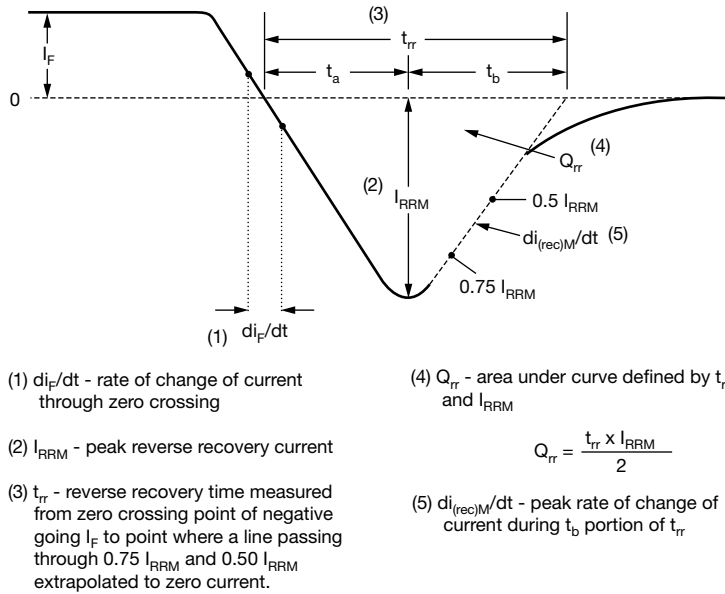 (3)
t_rr
I_F
t_a
t_b
0
(2) I_RRM
Q_rr (4)
0.5 I_RRM
di_(rec)M/dt (5)
0.75 I_RRM
(1) di_F/dt
(1) di_F/dt - rate of change of current
through zero crossing
(2) I_RRM - peak reverse recovery current
(3) t_rr - reverse recovery time measured
from zero crossing point of negative
going I_F to point where a line passing
through 0.75 I_RRM and 0.50 I_RRM
extrapolated to zero current.
(4) Q_rr - area under curve defined by t_r
and I_RRM
Q_rr = t_rr x I_RRM
2
(5) di_(rec)M/dt - peak rate of change of
current during t_b portion of t_rr